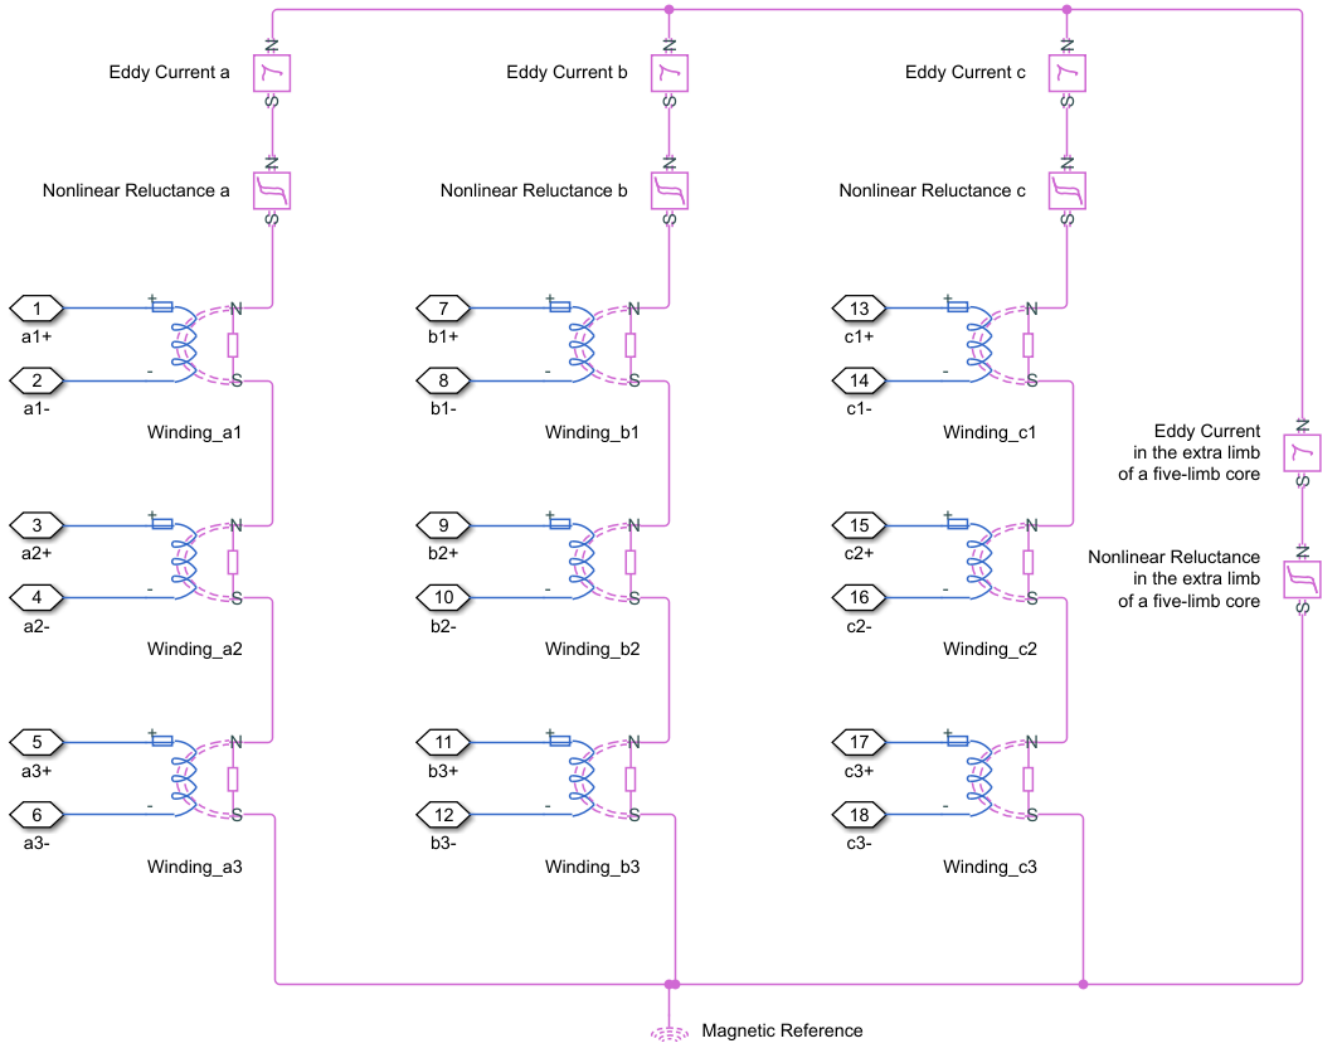 N
N
N
Eddy Current a
Eddy Current b
Eddy Current c
S
S
S
N
N
N
Nonlinear Reluctance a
Nonlinear Reluctance b
Nonlinear Reluctance c
S
S
S
1
+
N
7
+
N
13
+
N
a1+
b1+
c1+
2
-
S
8
-
S
14
-
S
a1-
b1-
c1-
Winding_a1
Winding_b1
Winding_c1
N
Eddy Current
in the extra limb
of a five-limb core
S
3
+
N
9
+
N
15
+
N
a2+
b2+
c2+
N
Nonlinear Reluctance
in the extra limb
of a five-limb core
S
4
-
S
10
-
S
16
-
S
a2-
b2-
c2-
Winding_a2
Winding_b2
Winding_c2
5
+
N
11
+
N
17
+
N
a3+
b3+
c3+
6
-
S
12
-
S
18
-
S
a3-
b3-
c3-
Winding_a3
Winding_b3
Winding_c3
Magnetic Reference